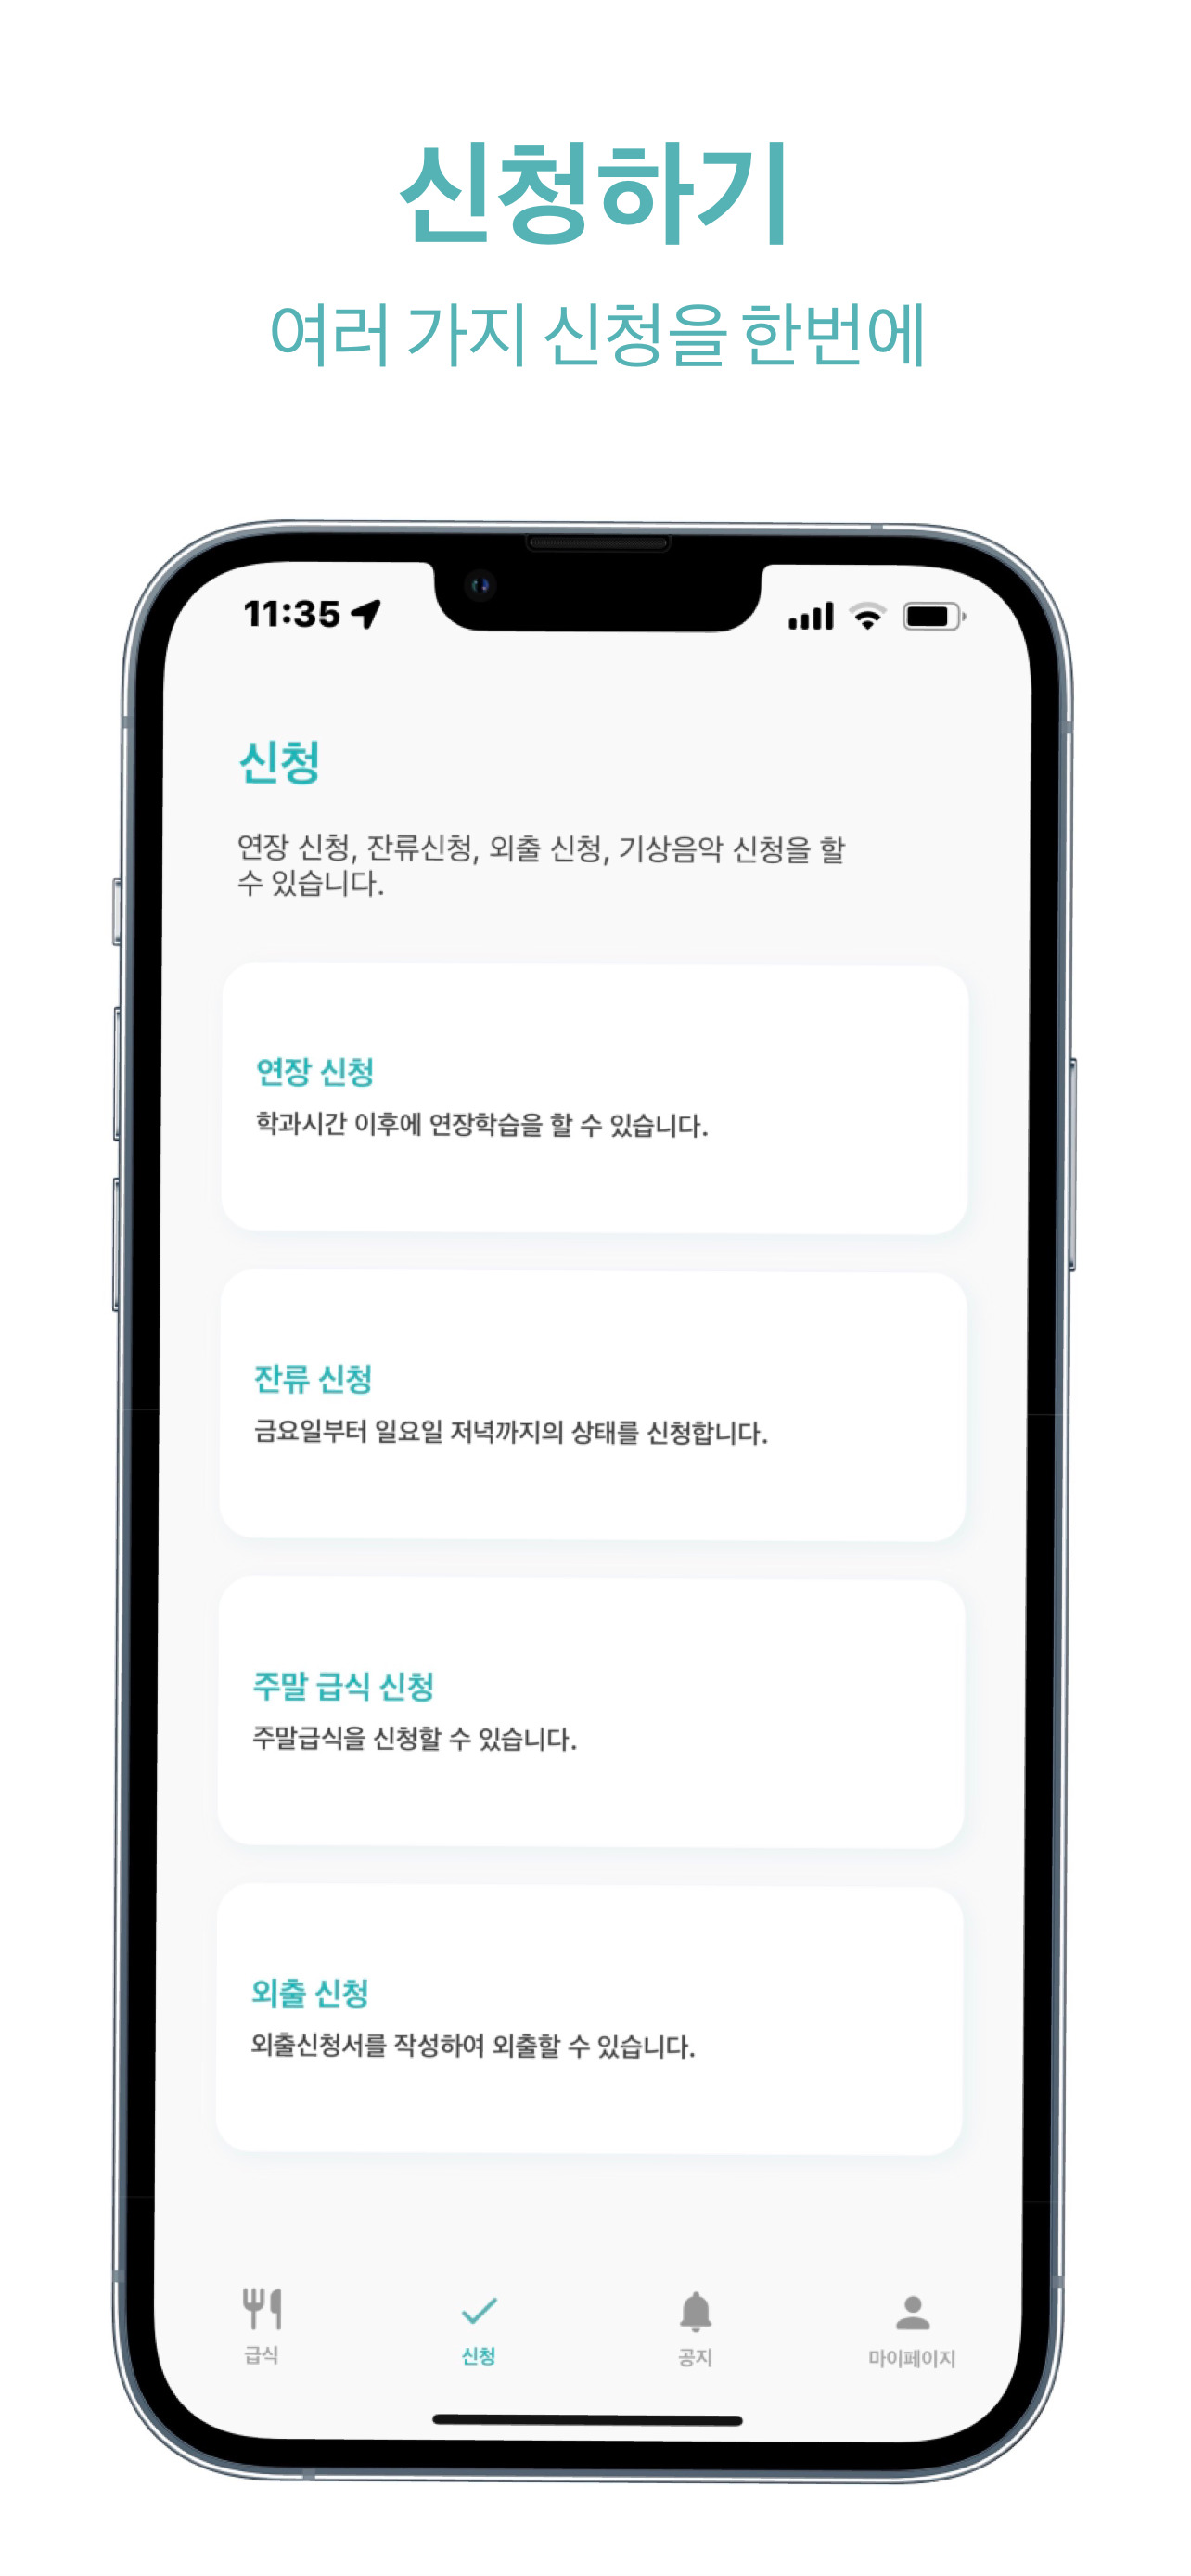 신청하기
여러 가지 신청을 한번에
11:35
신청
연장 신청, 잔류신청, 외출 신청, 기상음악 신청을 할
수 있습니다.
연장 신청
학과시간 이후에 연장학습을 할 수 있습니다.
잔류 신청
금요일부터 일요일 저녁까지의 상태를 신청합니다.
주말 급식 신청
주말급식을 신청할 수 있습니다.
외출 신청
외출신청서를 작성하여 외출할 수 있습니다.
급식
신청
공지
마이페이지